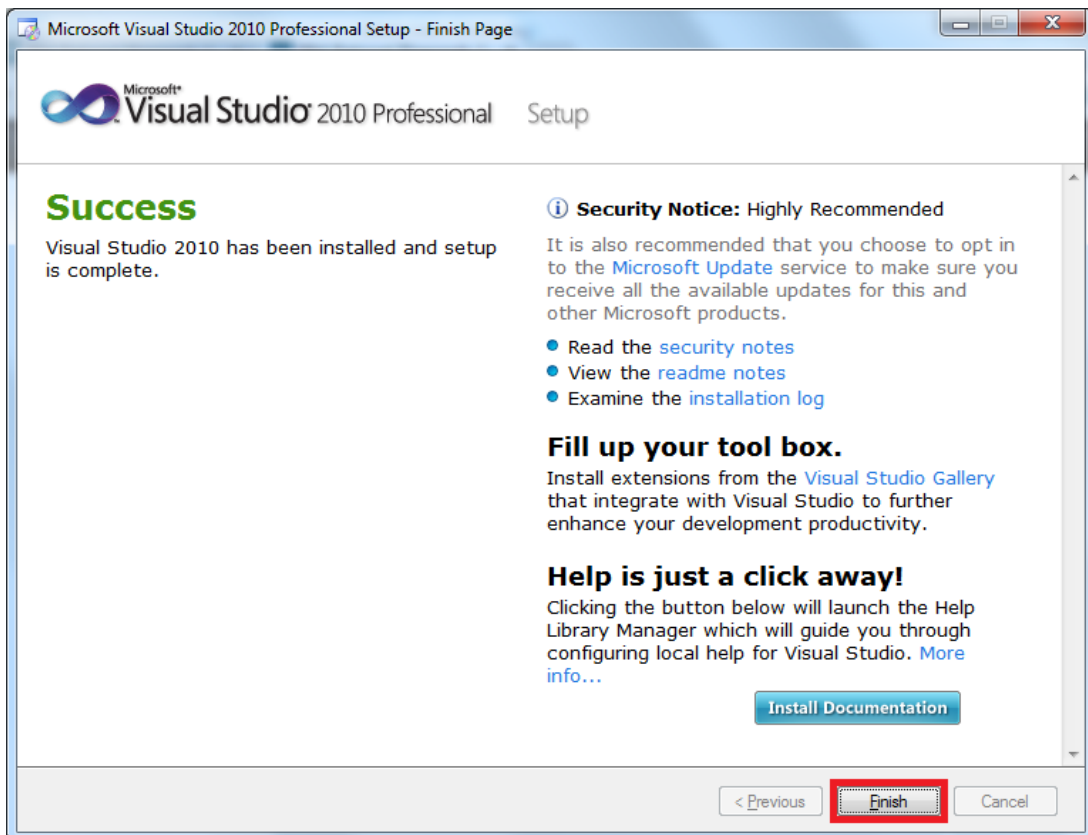 Microsoft Visual Studio 2010 Professional Setup - Finish Page
Microsoft®
Visual Studio® 2010 Professional Setup
Success
Visual Studio 2010 has been installed and setup
is complete.
Security Notice: Highly Recommended
It is also recommended that you choose to opt in
to the Microsoft Update service to make sure you
receive all the available updates for this and
other Microsoft products.
Read the security notes
View the readme notes
Examine the installation log
Fill up your tool box.
Install extensions from the Visual Studio Gallery
that integrate with Visual Studio to further
enhance your development productivity.
Help is just a click away!
Clicking the button below will launch the Help
Library Manager which will guide you through
configuring local help for Visual Studio. More
info...
Install Documentation
< Previous Finish Cancel